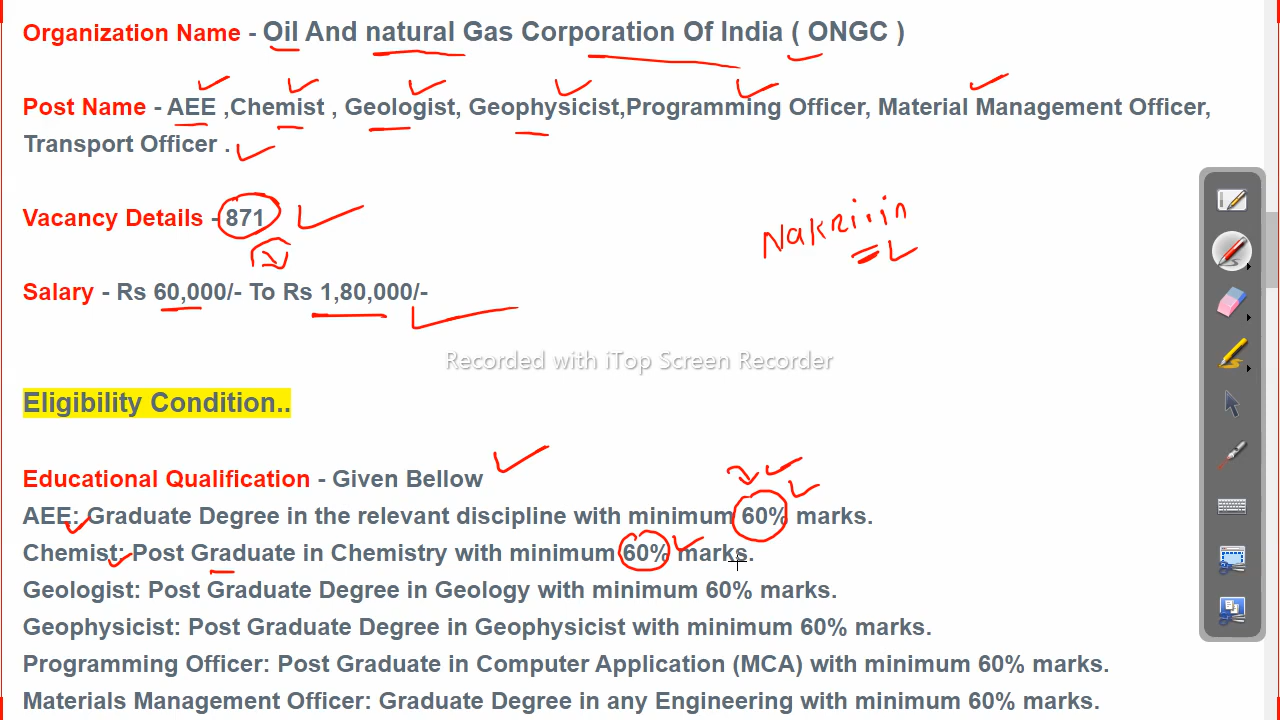 Organization Name - Oil And natural Gas Corporation Of India ( ONGC )
Post Name - AEE ,Chemist , Geologist, Geophysicist,Programming Officer, Material Management Officer,
Transport Officer .
Vacancy Details - 871
Nakri.in
Salary - Rs 60,000/- To Rs 1,80,000/-
Recorded with iTop Screen Recorder
Eligibility Condition..
Educational Qualification - Given Bellow
AEE: Graduate Degree in the relevant discipline with minimum 60% marks.
Chemist: Post Graduate in Chemistry with minimum 60% marks.
Geologist: Post Graduate Degree in Geology with minimum 60% marks.
Geophysicist: Post Graduate Degree in Geophysicist with minimum 60% marks.
Programming Officer: Post Graduate in Computer Application (MCA) with minimum 60% marks.
Materials Management Officer: Graduate Degree in any Engineering with minimum 60% marks.